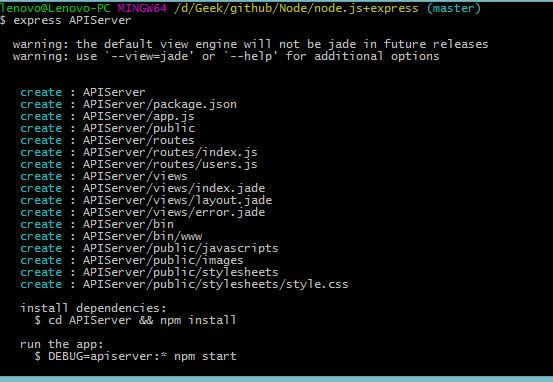 lenovo@Lenovo-PC MINGW64 /d/Geek/github/Node/node.js+express (master)
$ express APIServer
warning: the default view engine will not be jade in future releases
warning: use `--view=jade' or `--help' for additional options
create : APIServer
create : APIServer/package.json
create : APIServer/app.js
create : APIServer/public
create : APIServer/routes
create : APIServer/routes/index.js
create : APIServer/routes/users.js
create : APIServer/views
create : APIServer/views/index.jade
create : APIServer/views/layout.jade
create : APIServer/views/error.jade
create : APIServer/bin
create : APIServer/bin/www
create : APIServer/public/javascripts
create : APIServer/public/images
create : APIServer/public/stylesheets
create : APIServer/public/stylesheets/style.css
install dependencies:
$ cd APIServer && npm install
run the app:
$ DEBUG=apiserver:* npm start